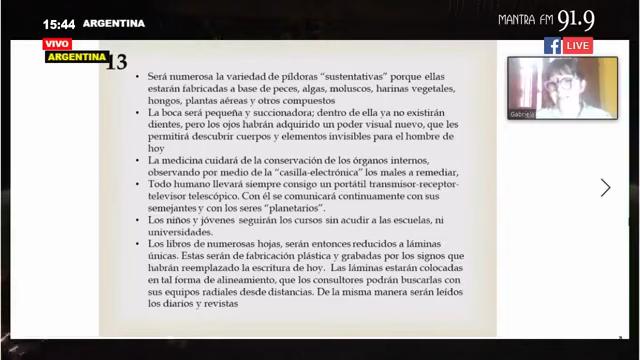 15:44 ARGENTINA
MANTRA FM 91.9
VIVO
LIVE
ARGENTINA
13
• Será numerosa la variedad de píldoras "sustentativas" porque ellas
estarán fabricadas a base de peces, algas, moluscos, harinas vegetales,
hongos, plantas aéreas y otros compuestos
• La boca será pequeña y succionadora; dentro de ella ya no existirán
dientes, pero los ojos habrán adquirido un poder visual nuevo, que les
permitirá descubrir cuerpos y elementos invisibles para el hombre de
hoy
• La medicina cuidará de la conservación de los órganos internos,
observando por medio de la "casilla-electrónica" los males a remediar,
• Todo humano llevará siempre consigo un portátil transmisor-receptor-
televisor telescópico. Con él se comunicará continuamente con sus
semejantes y con los seres "planetarios".
• Los niños y jóvenes seguirán los cursos sin acudir a las escuelas, ni
universidades.
• Los libros de numerosas hojas, serán entonces reducidos a láminas
únicas. Estas serán de fabricación plástica y grabadas por los signos que
habrán reemplazado la escritura de hoy. Las láminas estarán colocadas
en tal forma de alineamiento, que los consultores podrán buscarlas con
sus equipos radiales desde distancias. De la misma manera serán leídos
los diarios y revistas
Gabriela